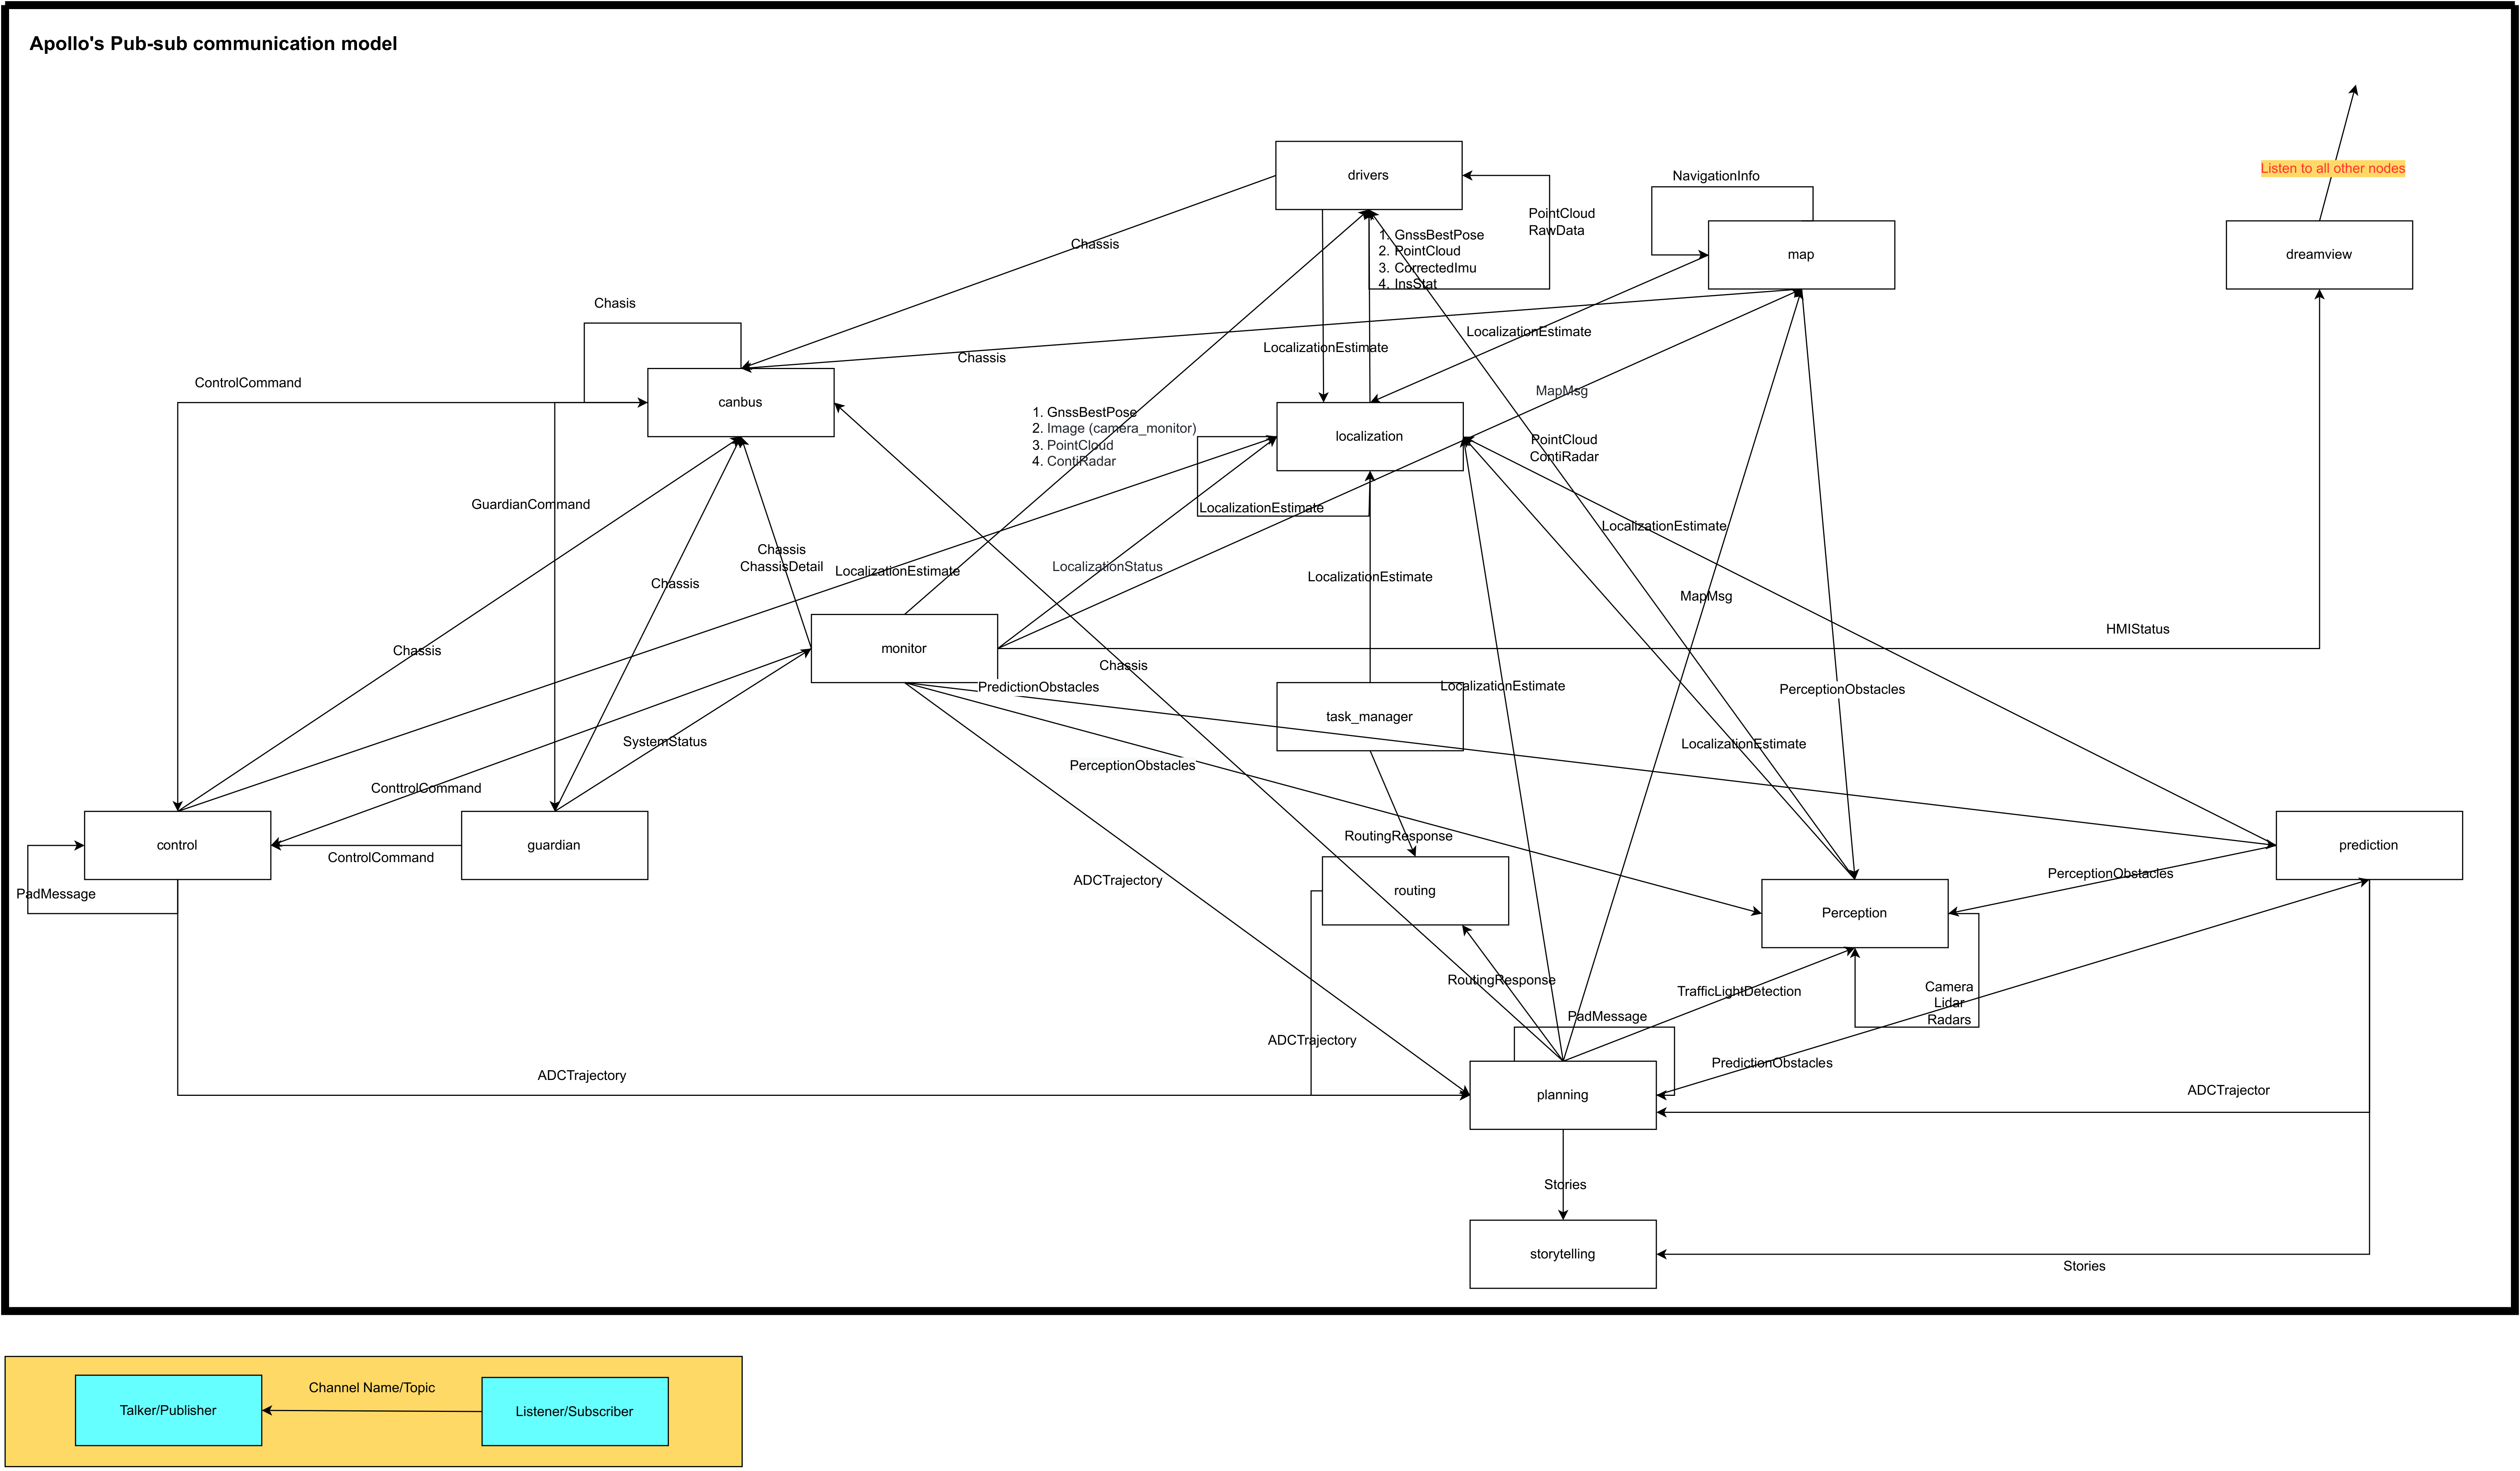 Apollo's Pub-sub communication model
Listen to all other nodes
drivers
NavigationInfo
PointCloud
RawData
1. GnssBestPose
2. PointCloud
3. CorrectedImu
4. InsStat
map
dreamview
Chassis
Chasis
LocalizationEstimate
LocalizationEstimate
Chassis
ControlCommand
MapMsg
canbus
1. GnssBestPose
2. Image (camera_monitor)
3. PointCloud
4. ContiRadar
localization
PointCloud
ContiRadar
GuardianCommand
LocalizationEstimate
LocalizationEstimate
Chassis
ChassisDetail
LocalizationEstimate
LocalizationStatus
LocalizationEstimate
Chassis
MapMsg
HMIStatus
Chassis
monitor
Chassis
PredictionObstacles
LocalizationEstimate
PerceptionObstacles
task_manager
SystemStatus
LocalizationEstimate
PerceptionObstacles
ConttrolCommand
RoutingResponse
control
ControlCommand
guardian
prediction
PerceptionObstacles
ADCTrajectory
PadMessage
routing
Perception
RoutingResponse
TrafficLightDetection
Camera
Lidar
Radars
PadMessage
ADCTrajectory
PredictionObstacles
ADCTrajectory
planning
ADCTrajector
Stories
storytelling
Stories
Channel Name/Topic
Talker/Publisher
Listener/Subscriber